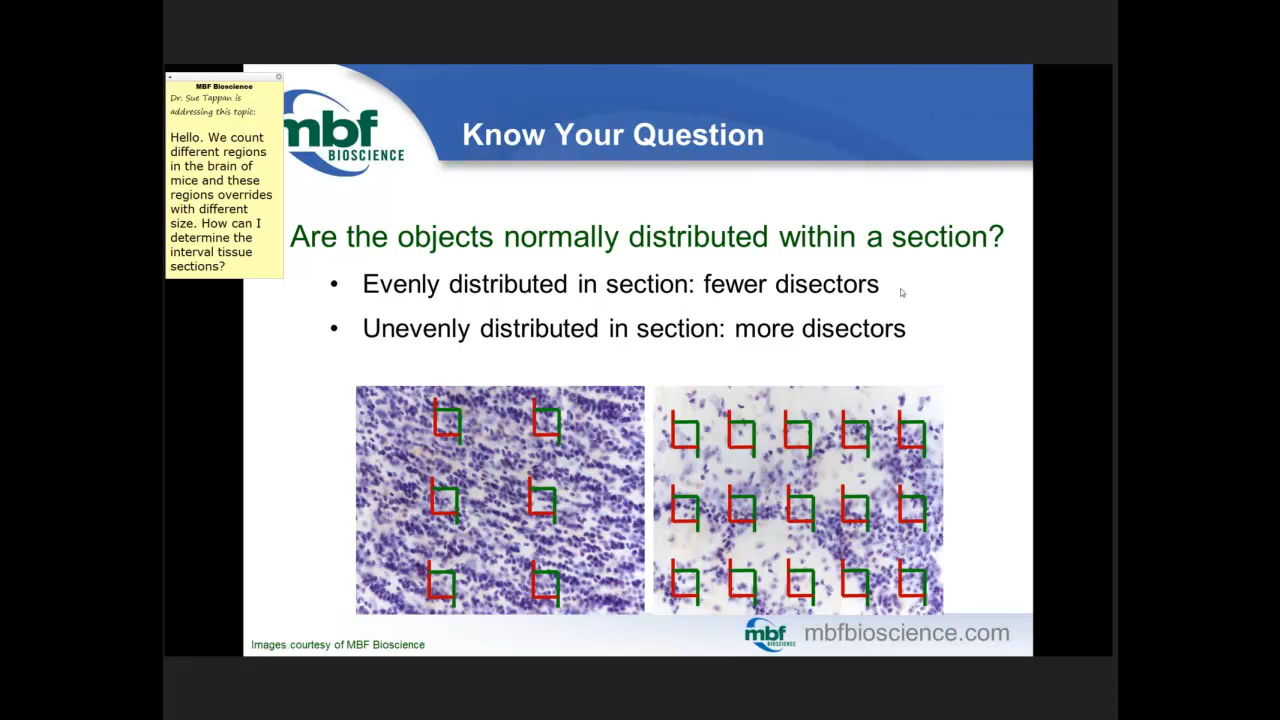 MBF Bioscience
Dr. Sue Tappan is
addressing this topic:
Hello. We count
different regions
in the brain of
mice and these
regions overrides
with different
size. How can I
determine the
interval tissue
sections?
mbf
BIOSCIENCE
Know Your Question
Are the objects normally distributed within a section?
• Evenly distributed in section: fewer disectors
• Unevenly distributed in section: more disectors
Images courtesy of MBF Bioscience
mbf
BIOSCIENCE
mbfbioscience.com